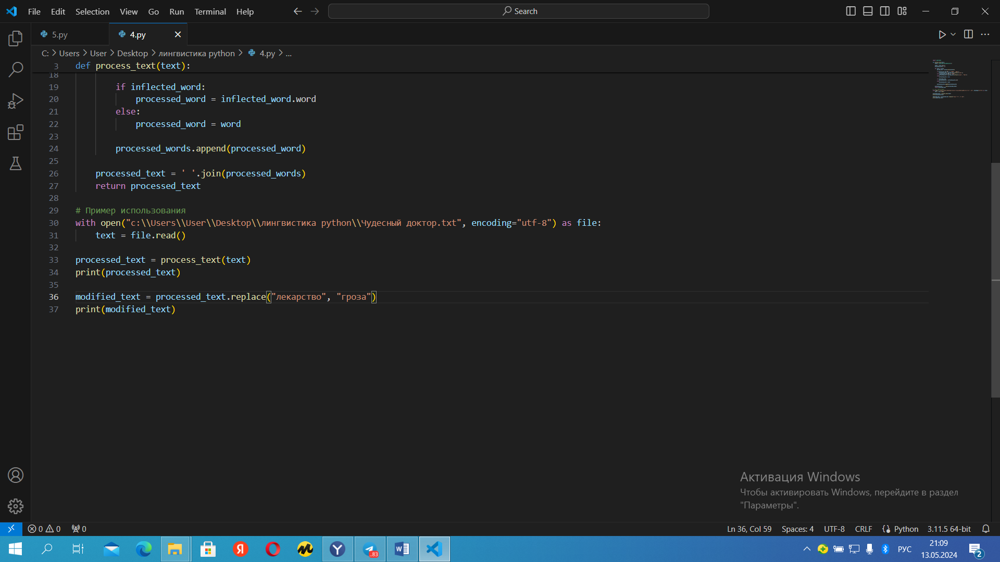 File Edit Selection View Go Run Terminal Help Search
5.py 4.py
C: > Users > User > Desktop > лингвистика python > 4.py > ...
3 def process_text(text):
18
19 if inflected_word:
20 processed_word = inflected_word.word
21 else:
22 processed_word = word
23
24 processed_words.append(processed_word)
25
26 processed_text = ' '.join(processed_words)
27 return processed_text
28
29 # Пример использования
30 with open("c:\\Users\\User\\Desktop\\лингвистика python\\Чудесный доктор.txt", encoding="utf-8") as file:
31 text = file.read()
32
33 processed_text = process_text(text)
34 print(processed_text)
35
36 modified_text = processed_text.replace("лекарство", "гроза")
37 print(modified_text)
Активация Windows
Чтобы активировать Windows, перейдите в раздел
"Параметры".
0 0 0 Ln 36, Col 59 Spaces: 4 UTF-8 CRLF Python 3.11.5 64-bit
..83 РУС 21:09
13.05.2024 2